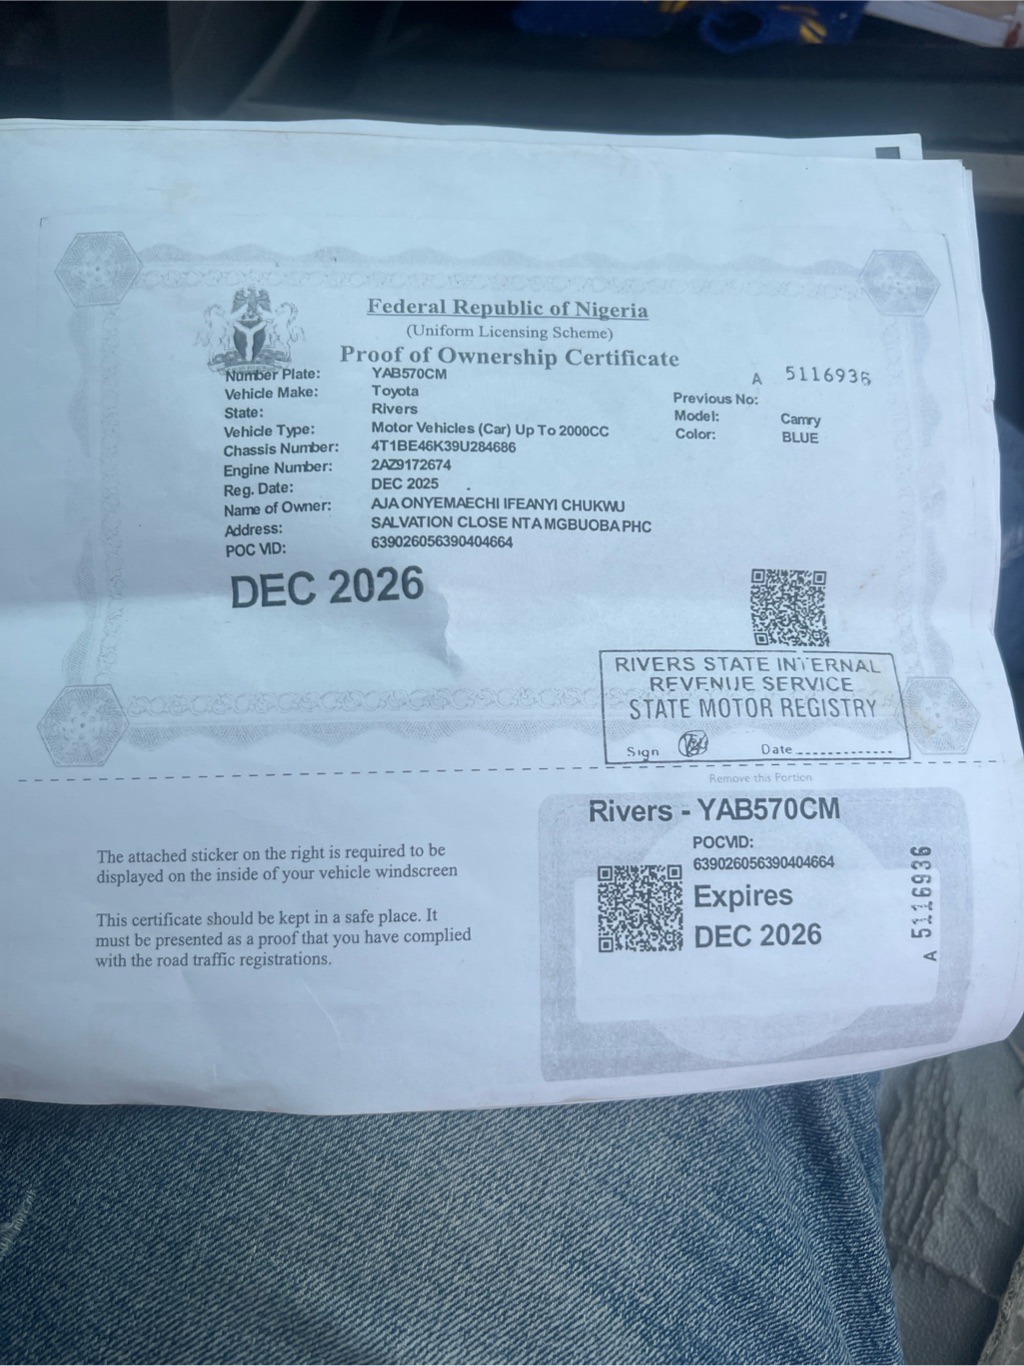 Federal Republic of Nigeria
(Uniform Licensing Scheme)
Proof of Ownership Certificate
A 5116936
Number Plate: YAB570CM
Vehicle Make: Toyota
Previous No:
State: Rivers
Model: Camry
Vehicle Type: Motor Vehicles (Car) Up To 2000CC
Color: BLUE
Chassis Number: 4T1BE46K39U284686
Engine Number: 2AZ9172674
Reg. Date: DEC 2025
Name of Owner: AJA ONYEMAECHI IFEANYI CHUKWU
Address: SALVATION CLOSE NTA MGBUOBA PHC
POC VID: 639026056390404664
DEC 2026
RIVERS STATE INTERNAL
REVENUE SERVICE
STATE MOTOR REGISTRY
Sign Date.............
Remove this Portion
Rivers - YAB570CM
POCVID:
639026056390404664
Expires
DEC 2026
A 5116936
The attached sticker on the right is required to be
displayed on the inside of your vehicle windscreen
This certificate should be kept in a safe place. It
must be presented as a proof that you have complied
with the road traffic registrations.